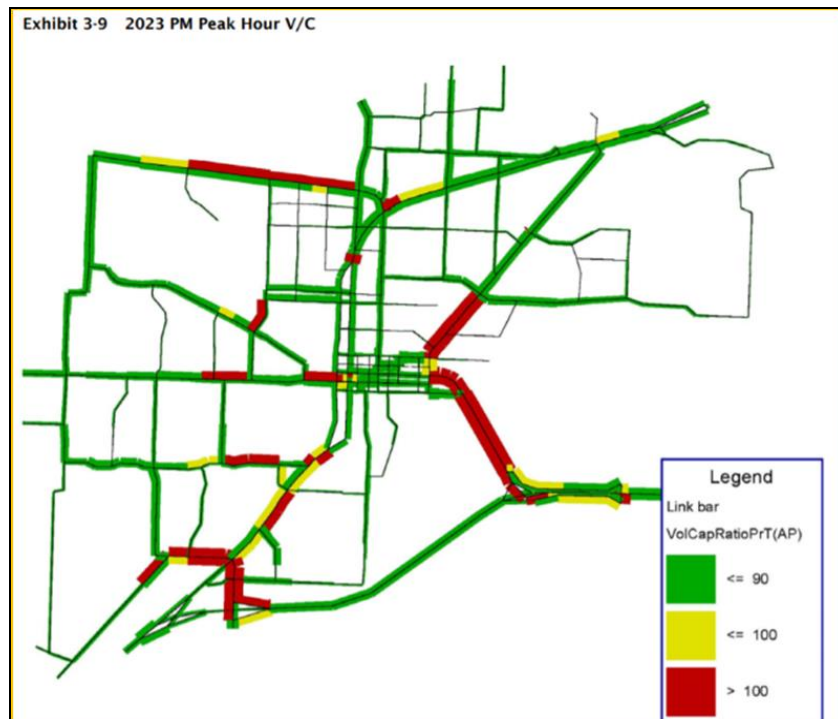 Exhibit 3-9 2023 PM Peak Hour V/C
Legend
Link bar
VolCapRatioPrT(AP)
<= 90
<= 100
> 100